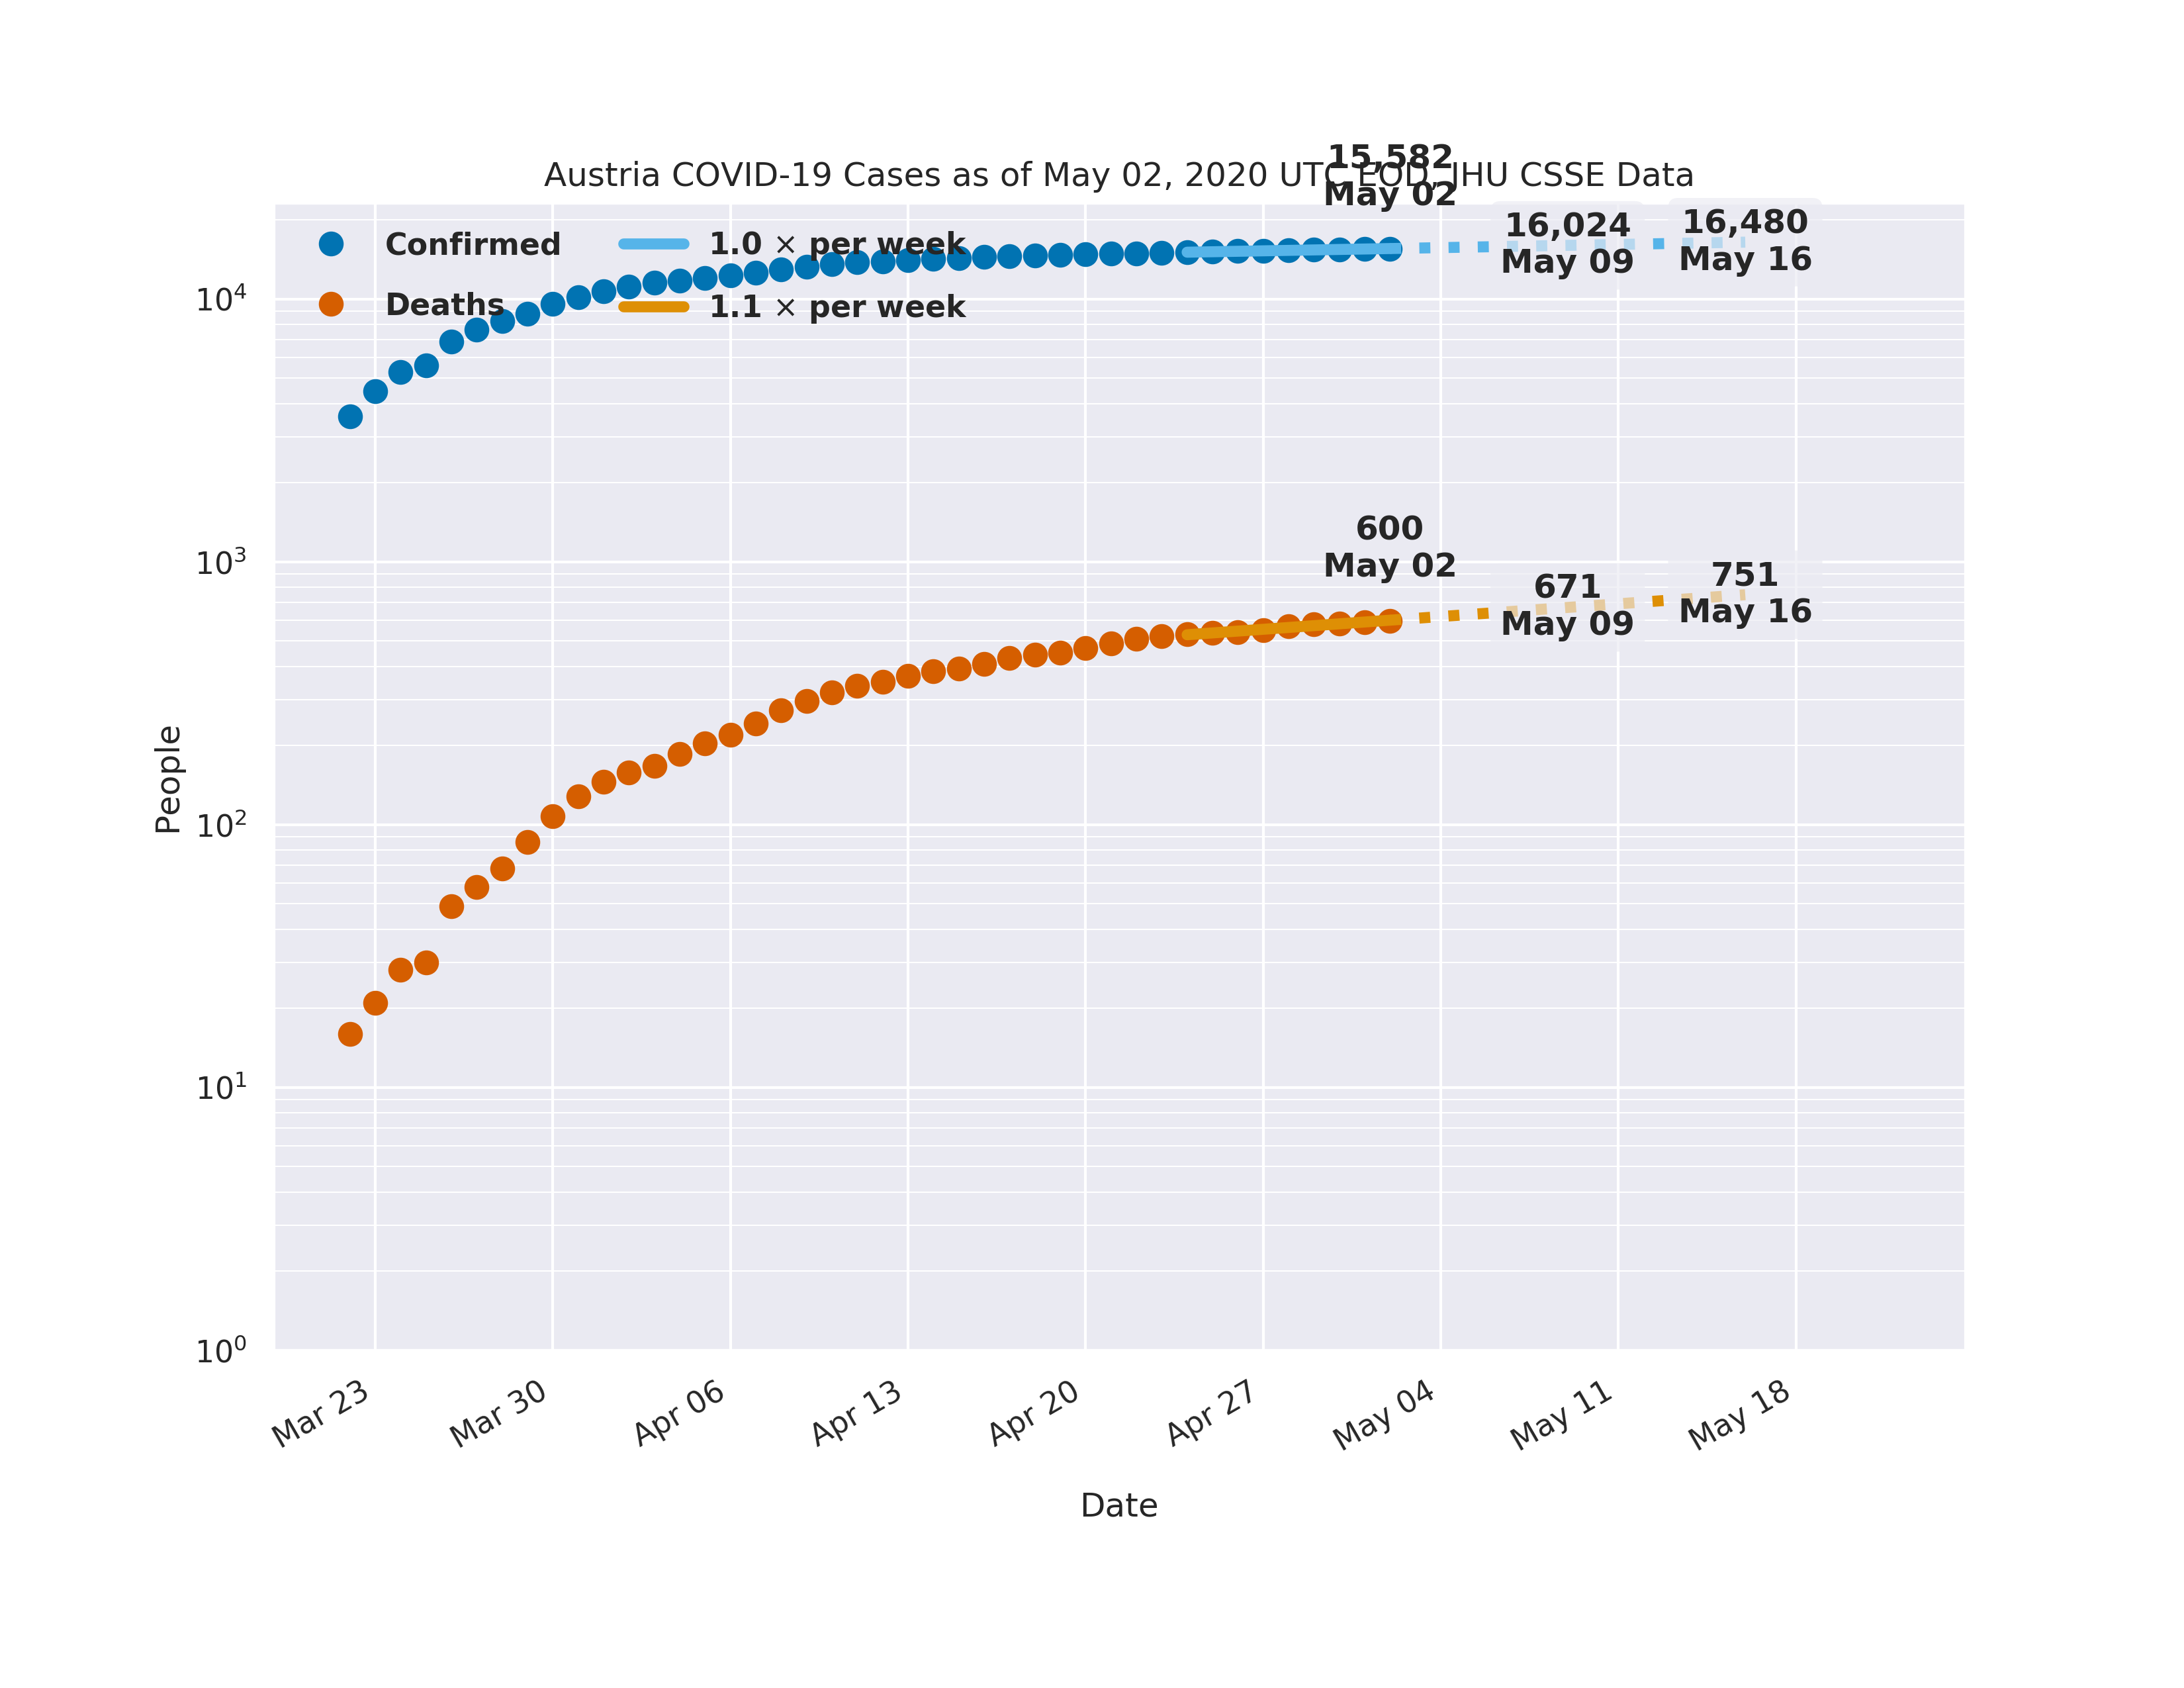 Austria COVID-19 Cases as of May 02, 2020 UTC EOD, JHU CSSE Data
15,582
May 02
16,024
May 09
16,480
May 16
Confirmed
Deaths
1.0 × per week
1.1 × per week
600
May 02
671
May 09
751
May 16
People
10⁴
10³
10²
10¹
10⁰
Mar 23
Mar 30
Apr 06
Apr 13
Apr 20
Apr 27
May 04
May 11
May 18
Date